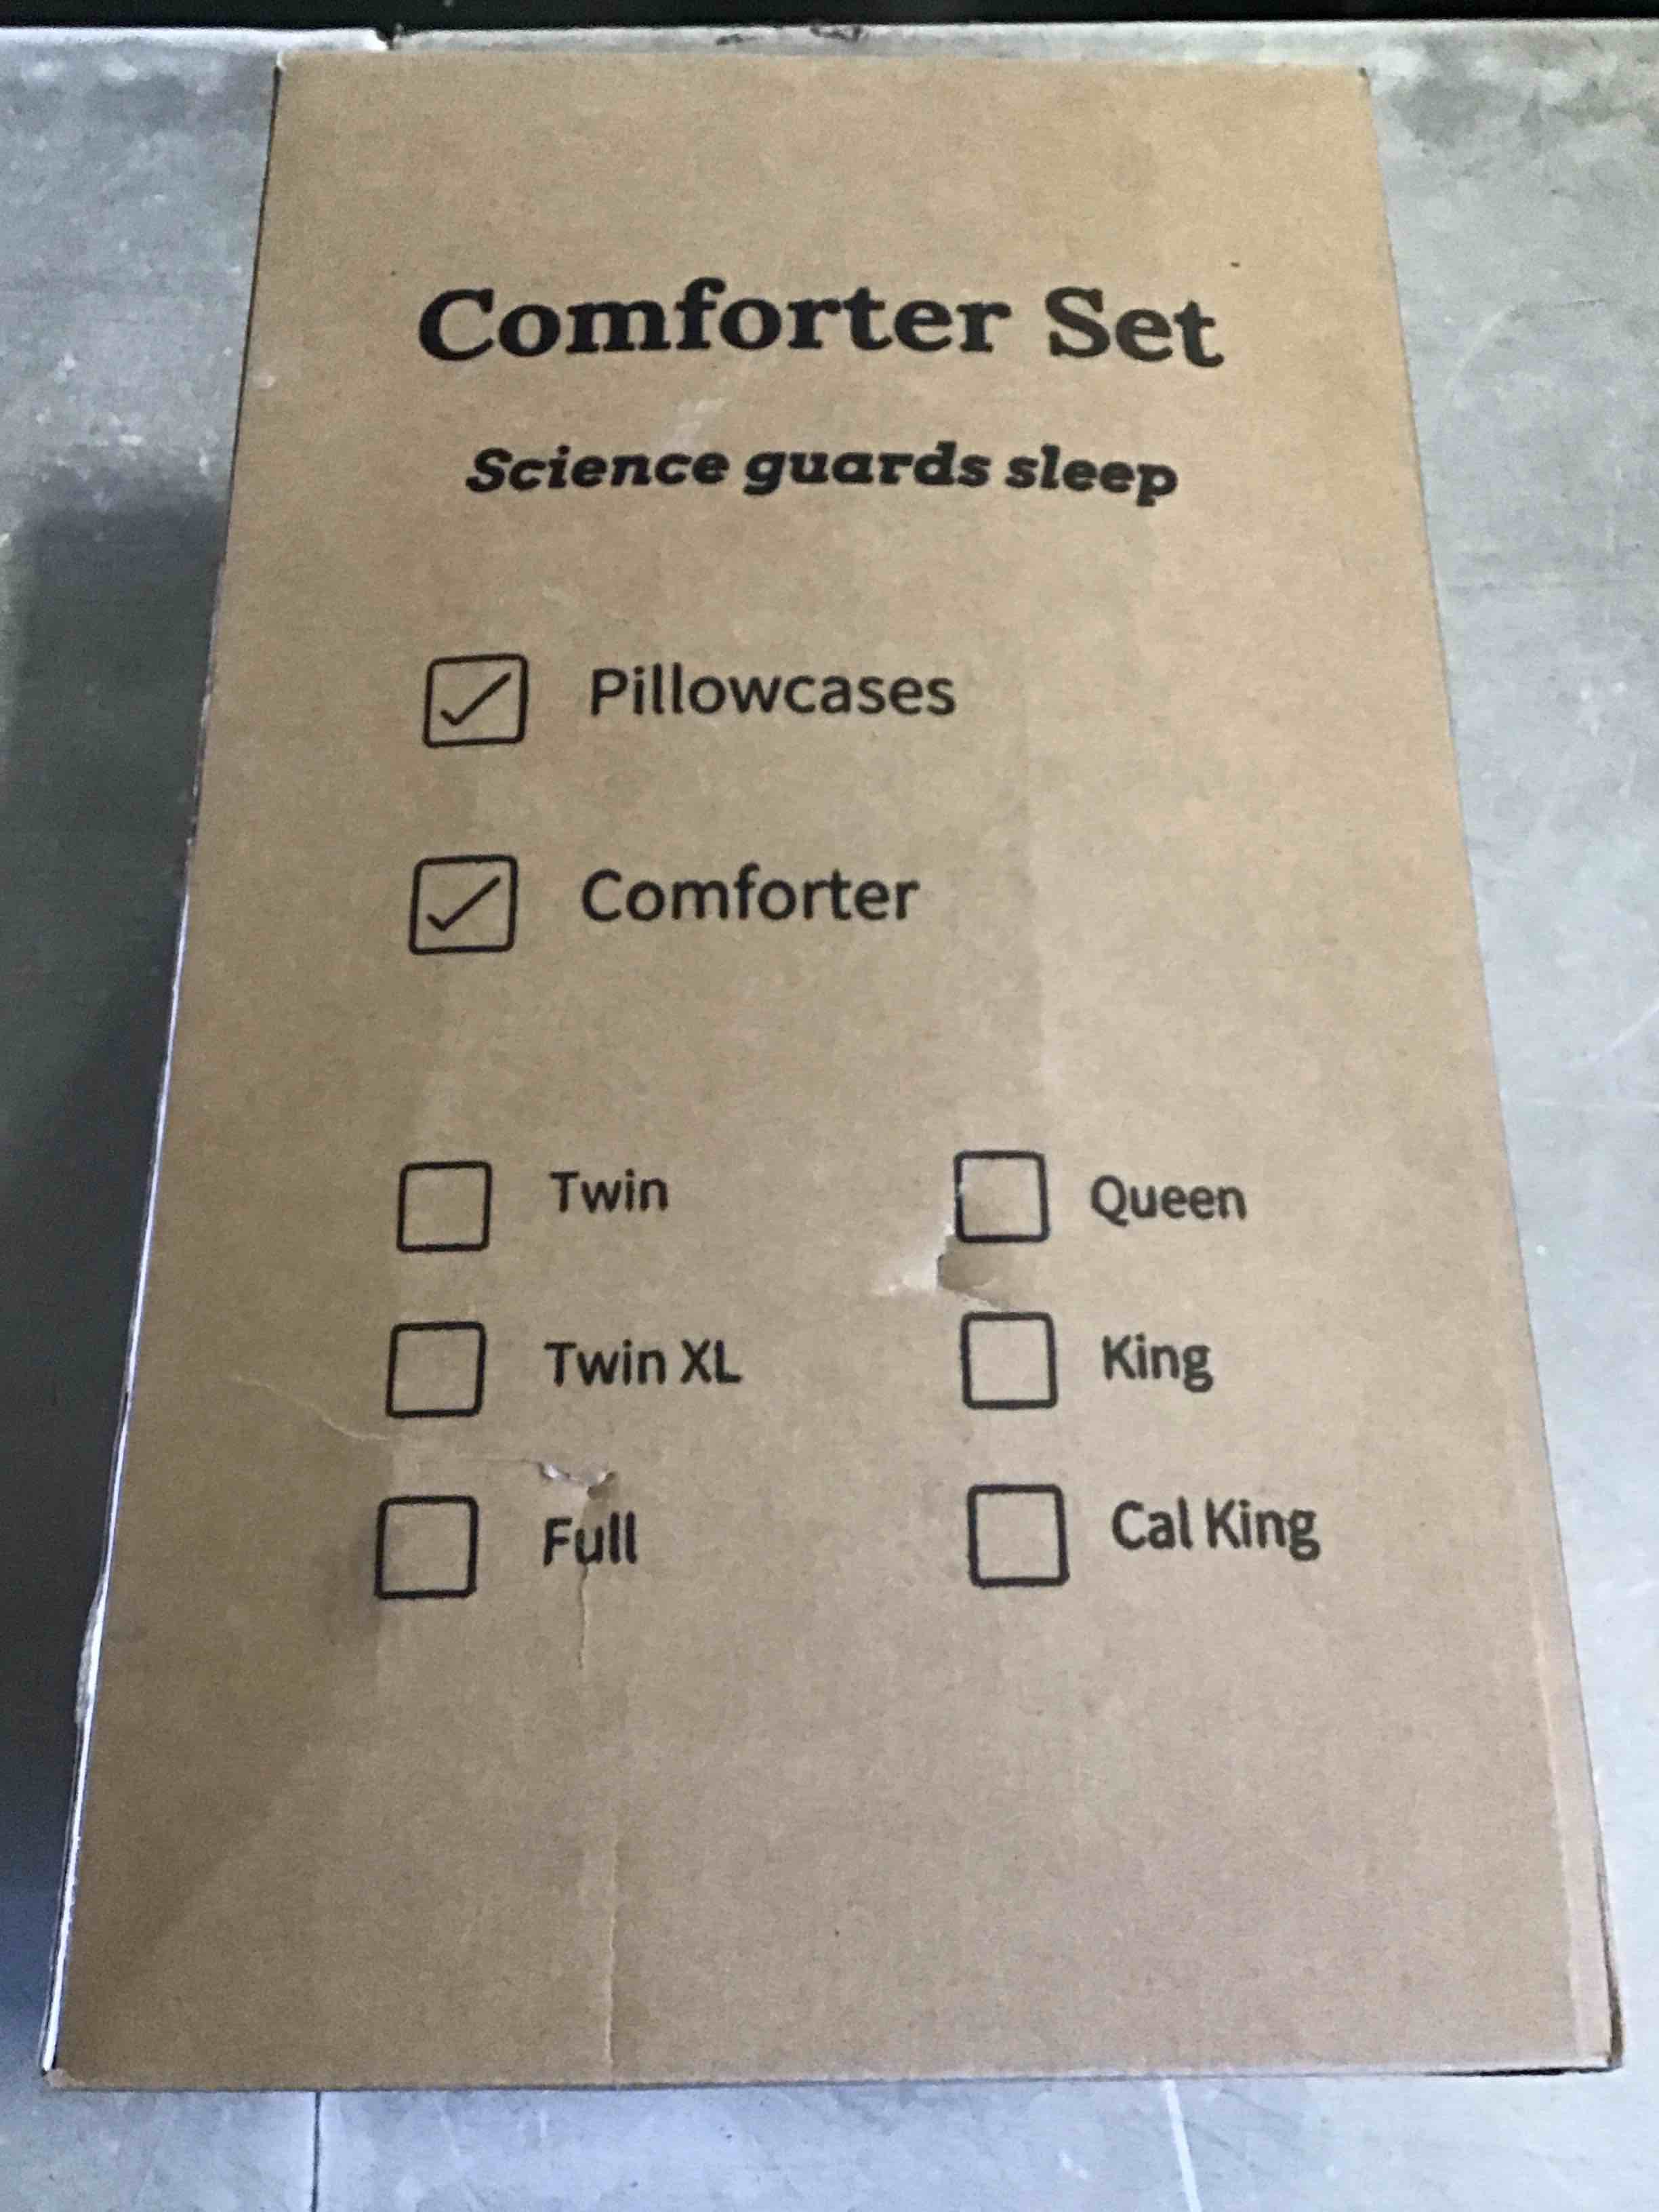 Comforter Set
Science guards sleep
☑ Pillowcases
☑ Comforter
☐ Twin
☐ Queen
☐ Twin XL
☐ King
☐ Full
☐ Cal King